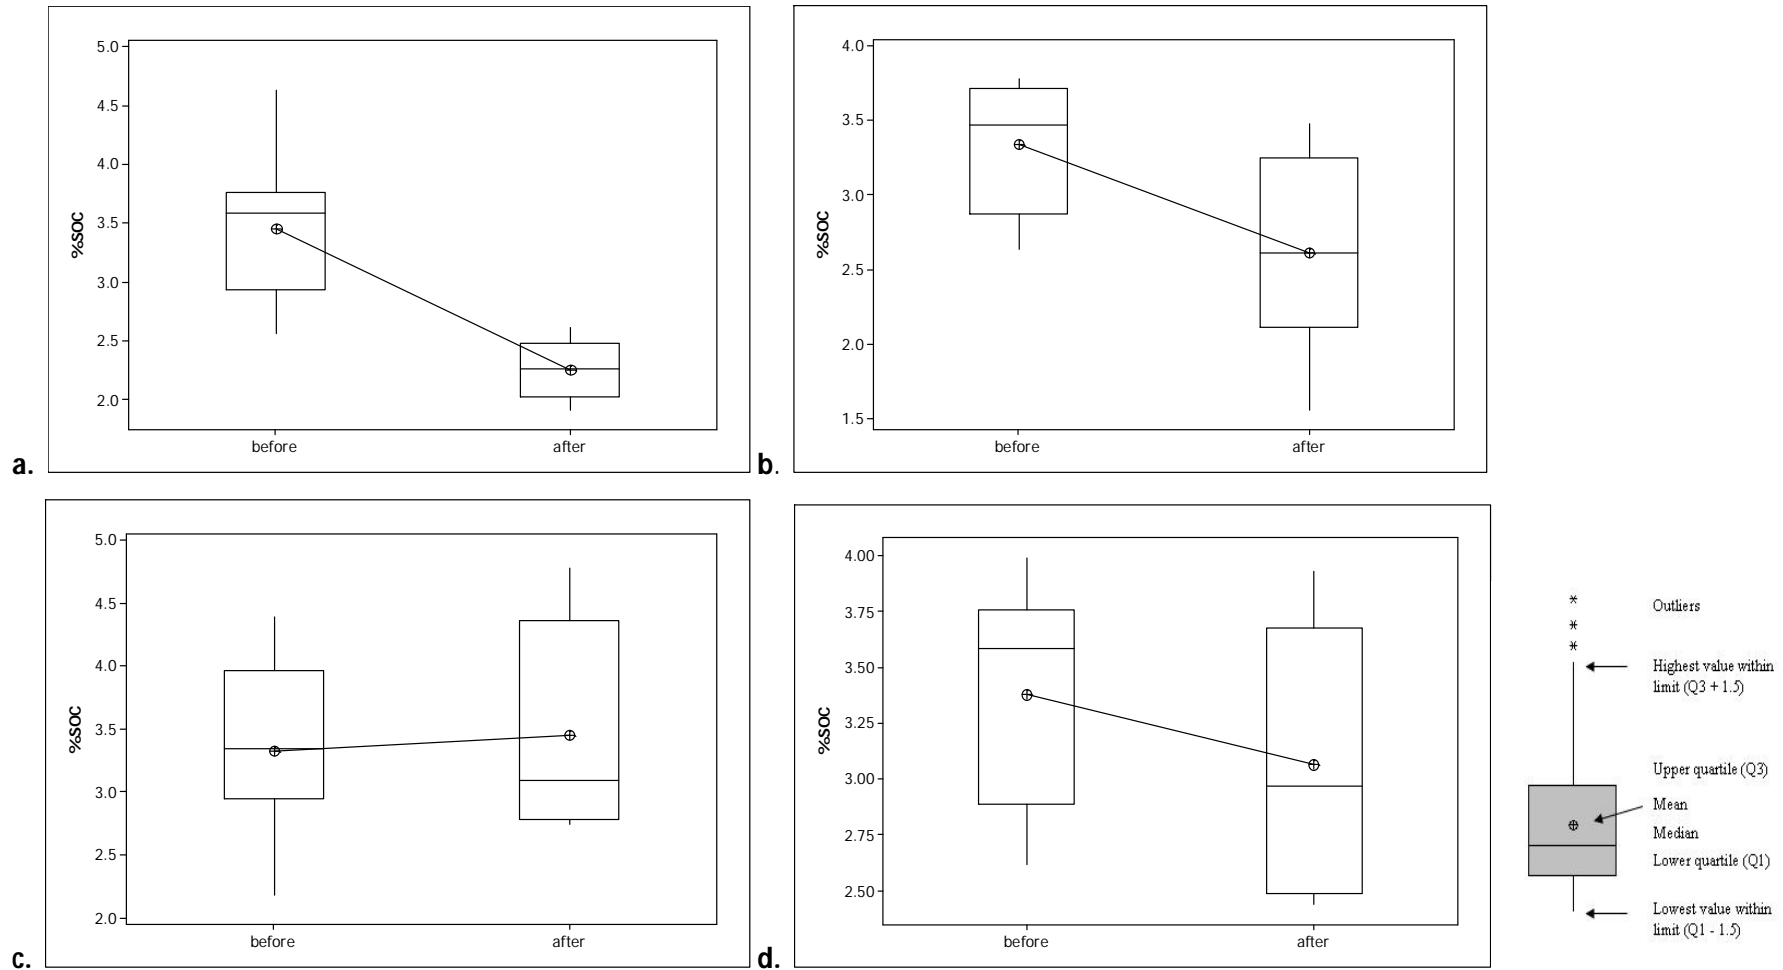 5.0
4.5
4.0
3.5
3.0
2.5
2.0
%SOC
before after
a.
4.0
3.5
3.0
2.5
2.0
1.5
%SOC
before after
b.
5.0
4.5
4.0
3.5
3.0
2.5
2.0
%SOC
before after
c.
4.00
3.75
3.50
3.25
3.00
2.75
2.50
%SOC
before after
d.
Outliers
Highest value within
limit (Q3 + 1.5)
Upper quartile (Q3)
Mean
Median
Lower quartile (Q1)
Lowest value within
limit (Q1 - 1.5)